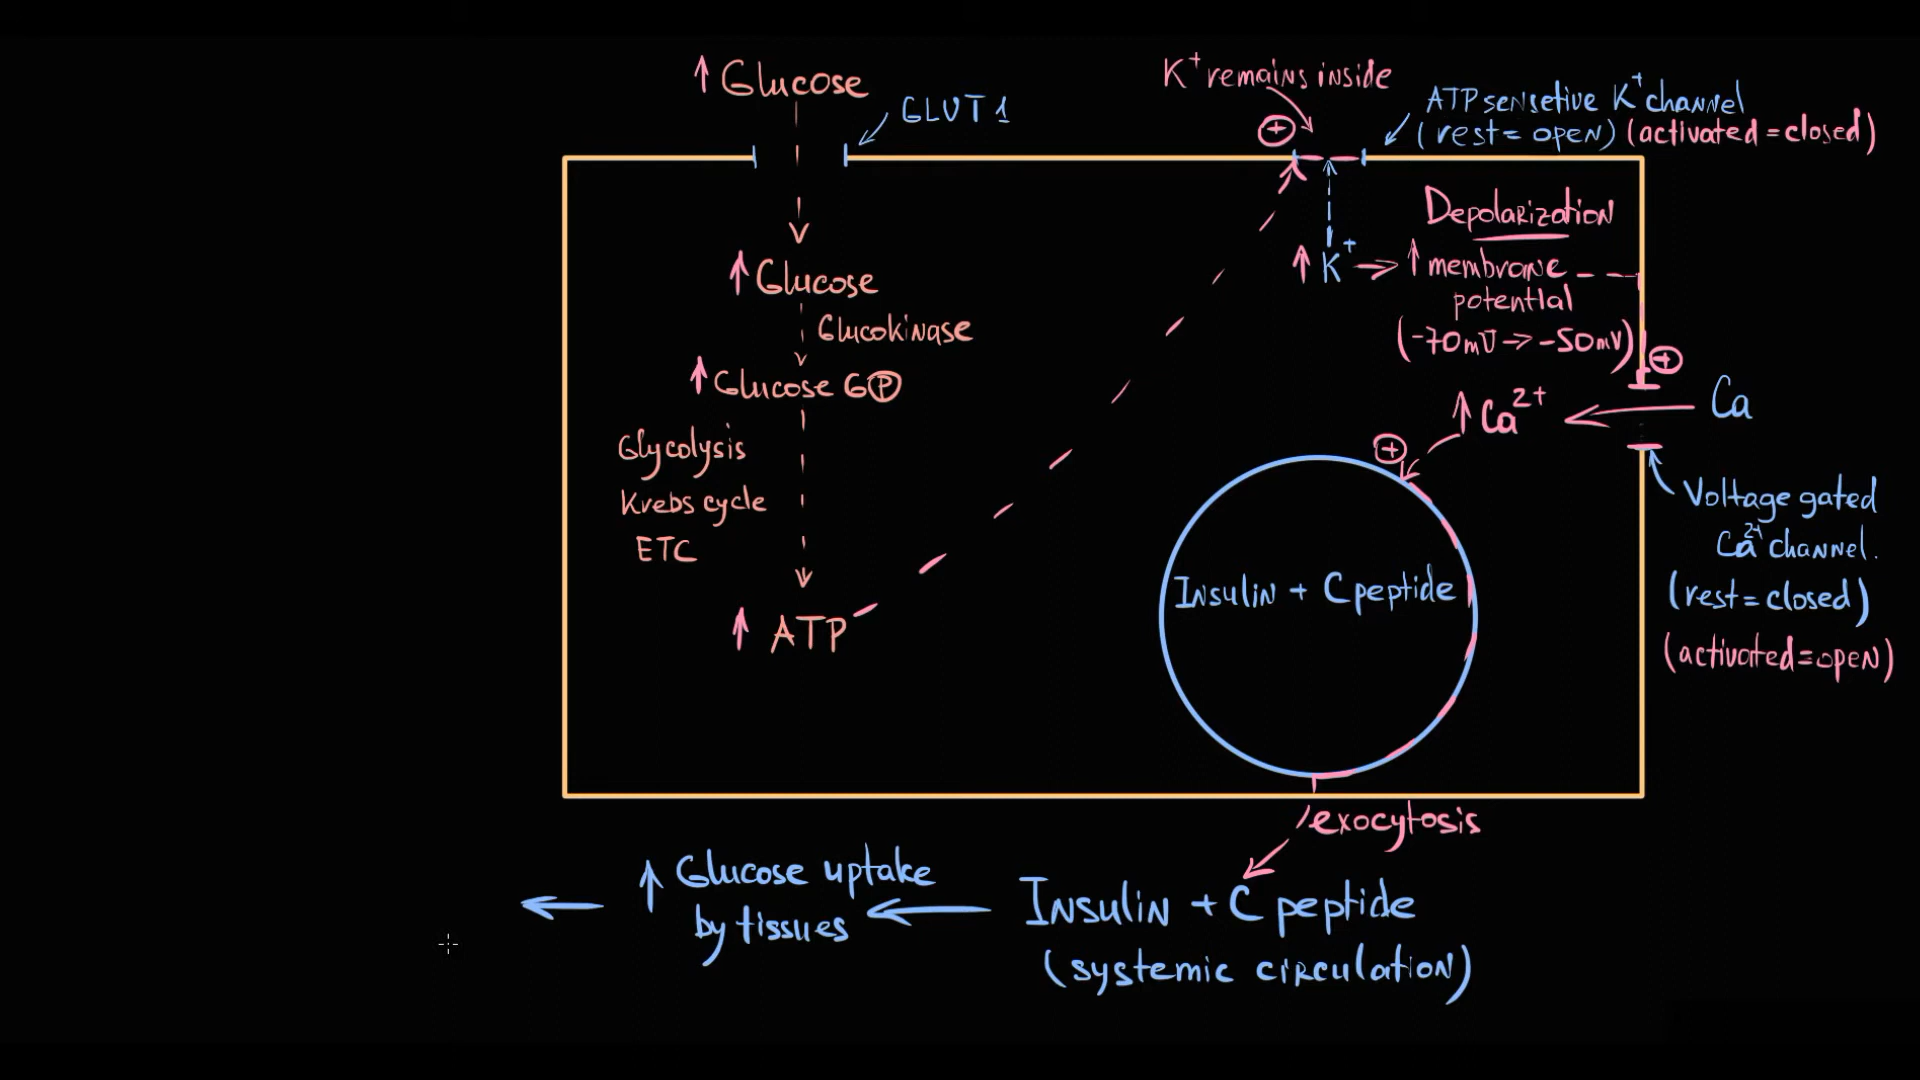 ↑ Glucose
GLUT 1
K+ remains inside
ATP sensetive K+ channel
(rest = open) (activated = closed)
+
↑ Glucose
Glucokinase
↑ Glucose 6 P
Glycolysis
Krebs cycle
ETC
↑ ATP
↑ K+ → ↑ membrane
Depolarization
potential
(-70mV → -50mV)
+
↑ Ca2+
Ca
+
Voltage gated
Ca2+ channel.
(rest = closed)
(activated = open)
Insulin + C peptide
exocytosis
↑ Glucose uptake
by tissues
Insulin + C peptide
(systemic circulation)